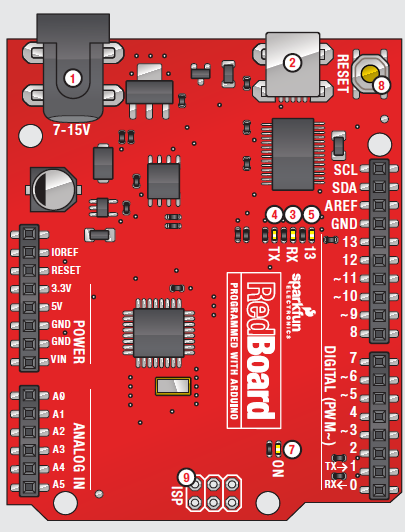 1
2
8
7-15V
RESET
SCL
SDA
AREF
GND
13
12
~11
~10
~9
8
4
3
5
TX
RX
13
IOREF
RESET
3.3V
5V
GND
GND
VIN
POWER
A0
A1
A2
A3
A4
A5
ANALOG IN
sparkfun
ELECTRONICS
RedBoard
PROGRAMMED WITH ARDUINO
DIGITAL (PWM~)
7
~6
~5
4
~3
2
TX→1
RX←0
7
ON
9
ISP